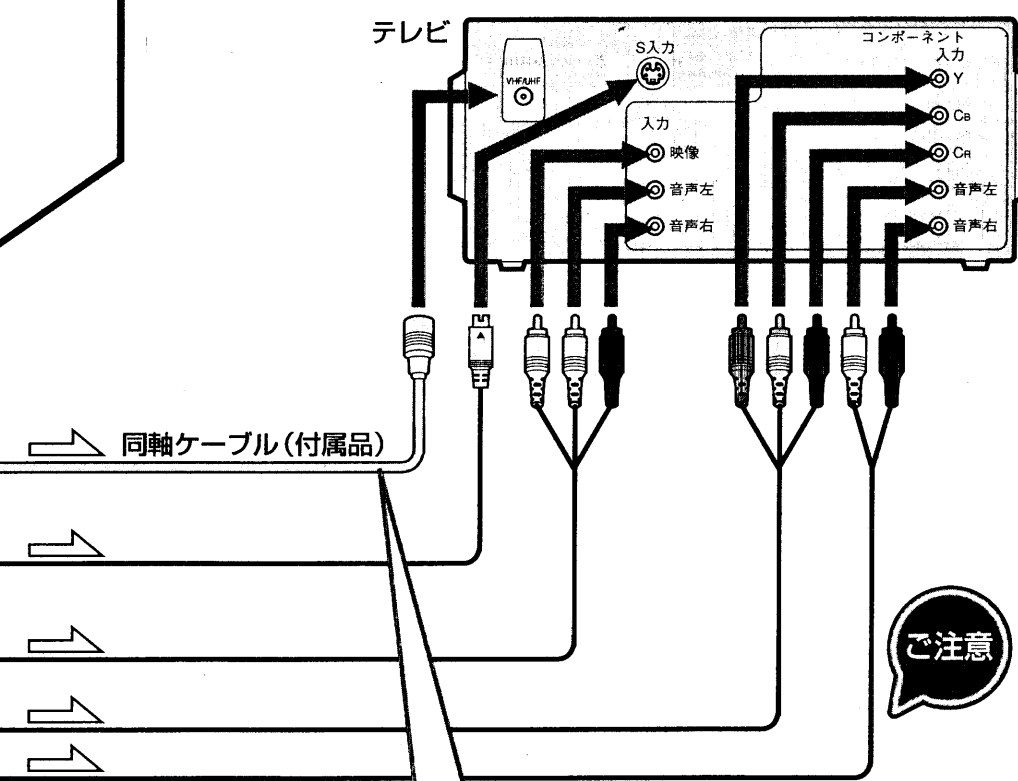 テレビ
VHF/UHF
S入力
コンポーネント
入力
Y
CB
CR
音声左
音声右
入力
映像
音声左
音声右
同軸ケーブル（付属品）
ご注意